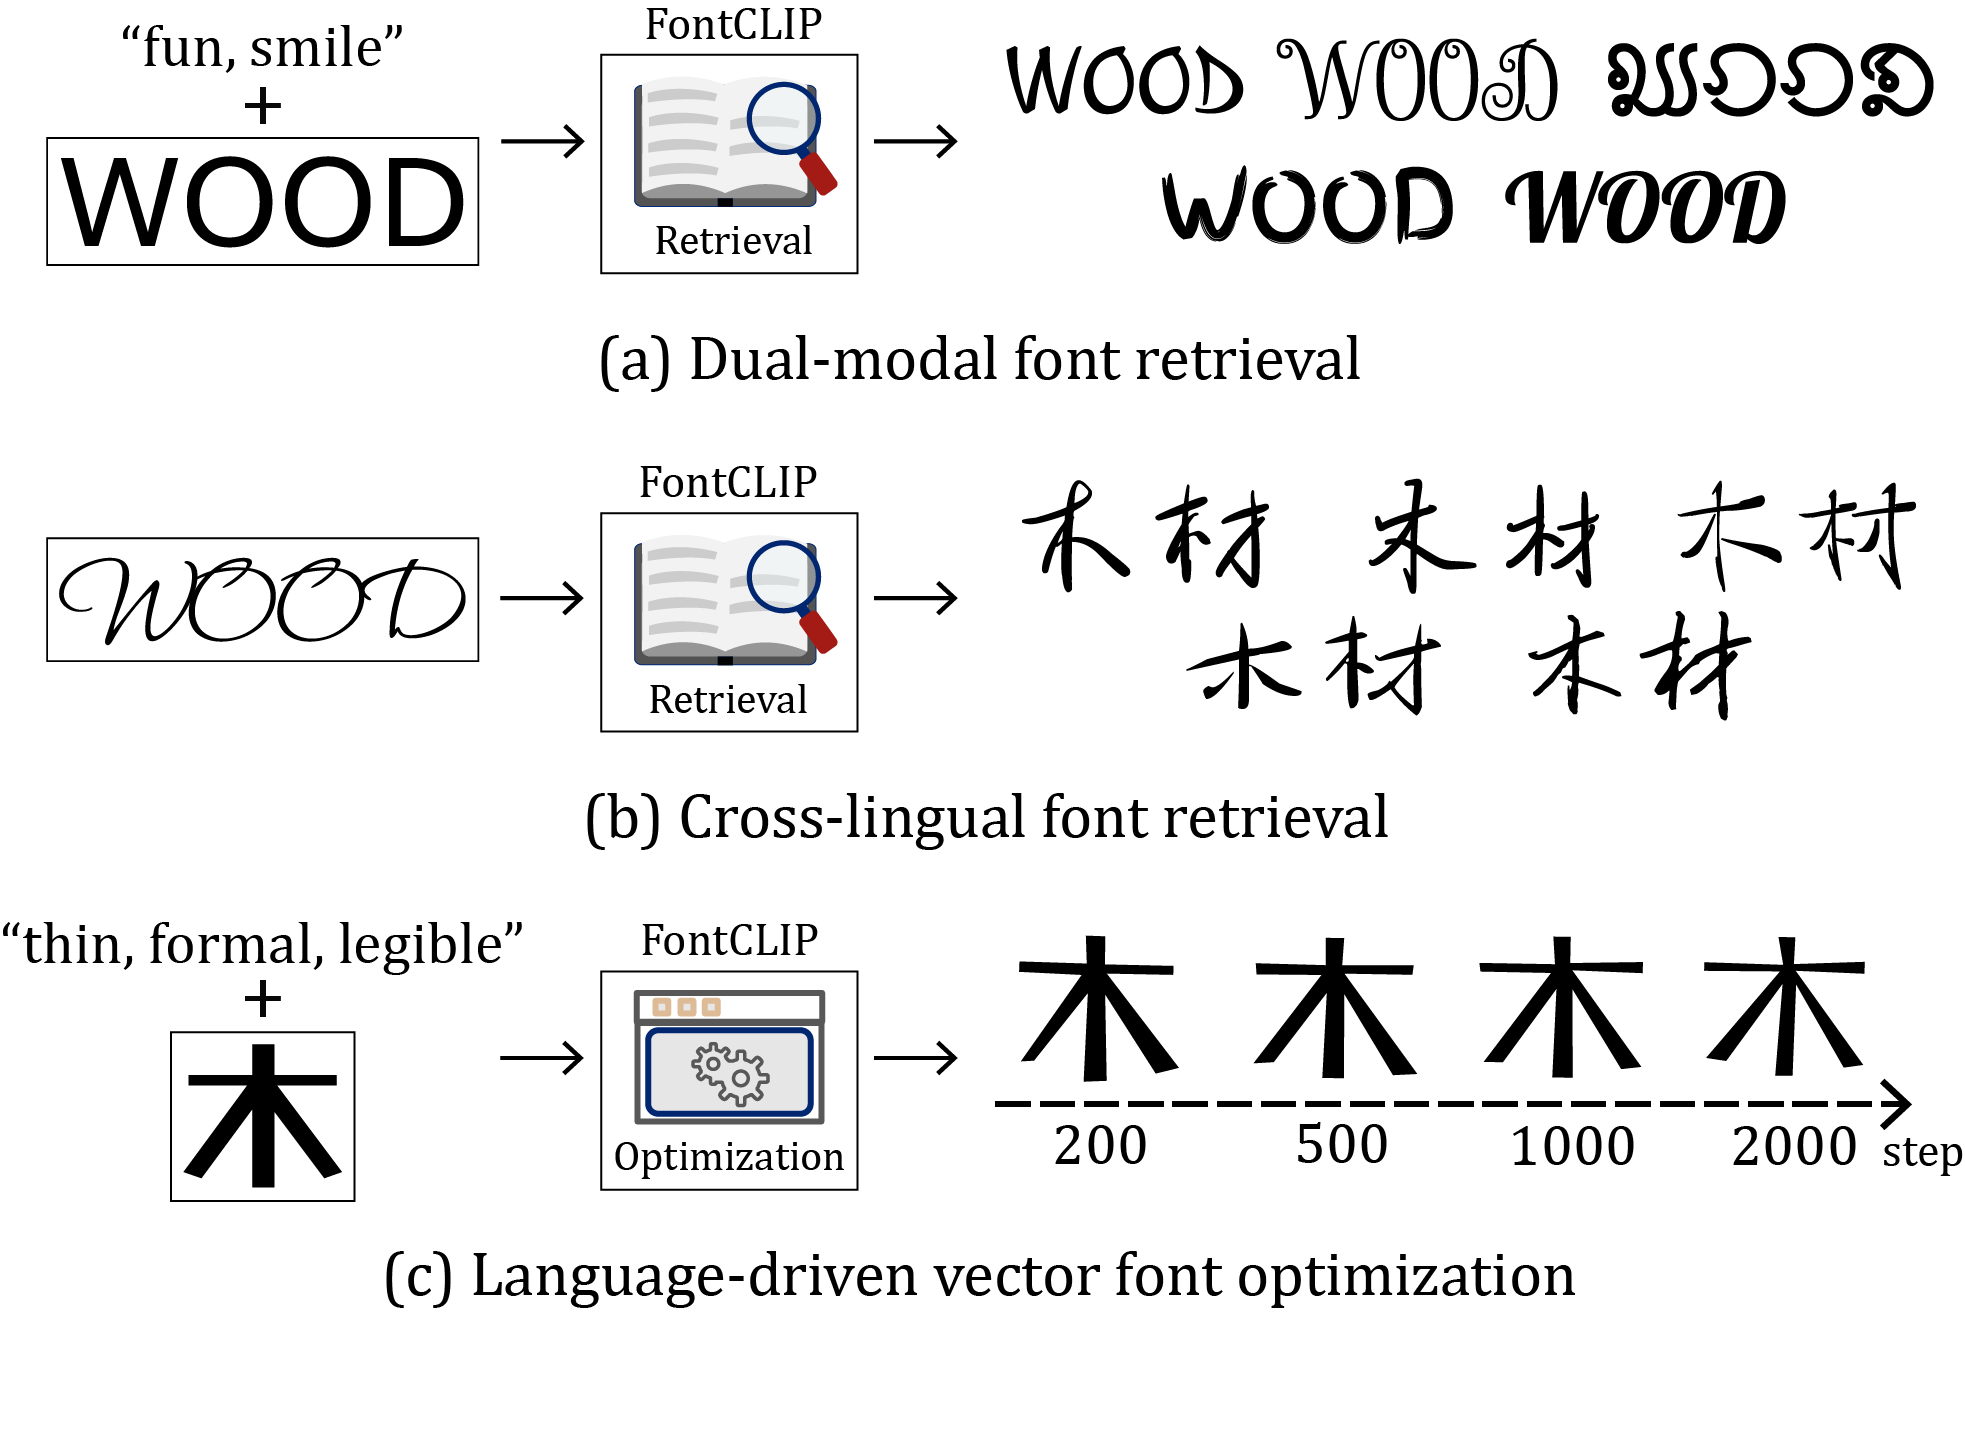 “fun, smile”
+
WOOD
FontCLIP
Retrieval
WOOD WOOD WOOD
WOOD WOOD
(a) Dual-modal font retrieval
WOOD
FontCLIP
Retrieval
木材 木材 木材
木材 木材
(b) Cross-lingual font retrieval
“thin, formal, legible”
+
木
FontCLIP
Optimization
木 木 木 木
200 500 1000 2000 step
(c) Language-driven vector font optimization